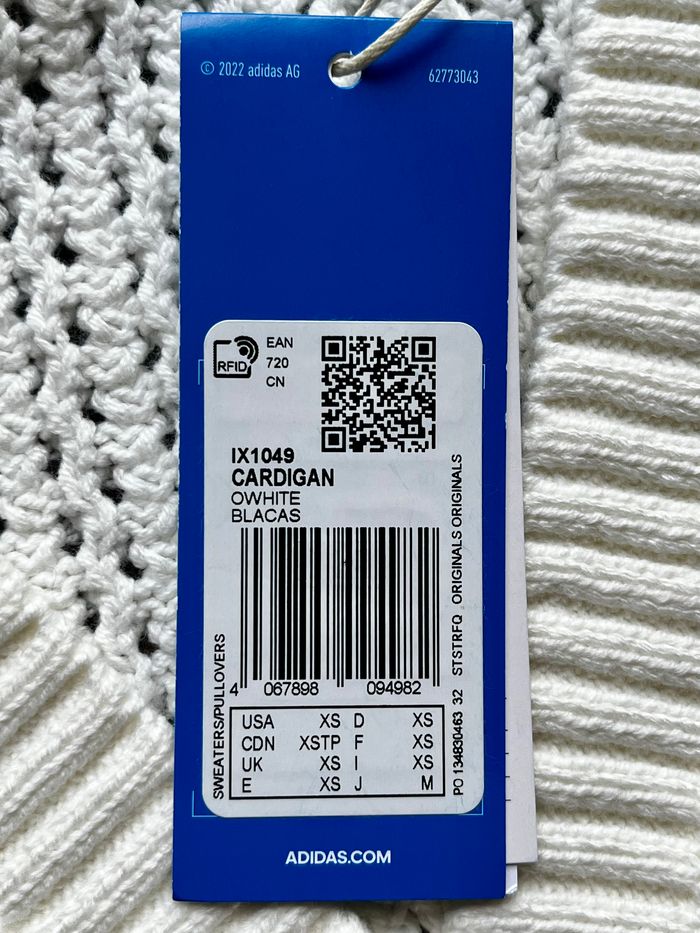 © 2022 adidas AG
62773043
RFID
EAN
720
CN
IX1049
CARDIGAN
OWHITE
BLACAS
4 067898 094982
SWEATERS/PULLOVERS
PO 134830463 32 STSTRFQ ORIGINALS ORIGINALS
USA XS D XS
CDN XSTP F XS
UK XS I XS
E XS J M
ADIDAS.COM